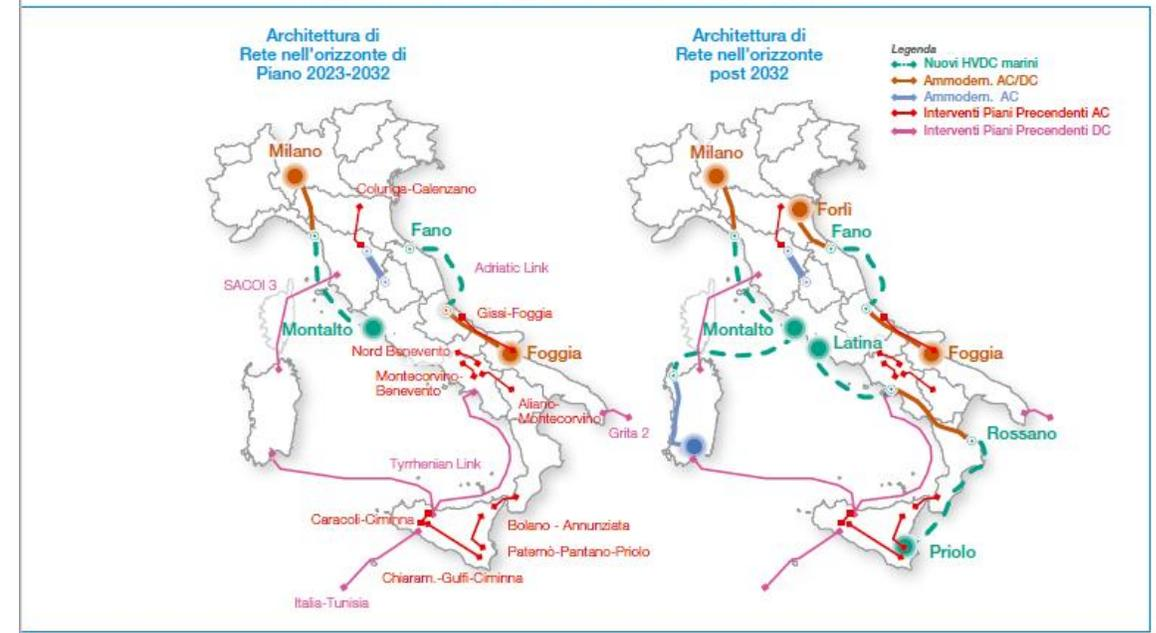 Architettura di
Rete nell'orizzonte di
Piano 2023-2032
Architettura di
Rete nell'orizzonte
post 2032
Legenda
Nuovi HVDC marini
Ammodern. AC/DC
Ammodern. AC
Interventi Piani Precendenti AC
Interventi Piani Precendenti DC
Milano
Colunga-Calenzano
Fano
Adriatic Link
SACOI 3
Gissi-Foggia
Montalto
Foggia
Nord Benevento
Montecorvino-
Benevento
Aliano-
Montecorvino
Grita 2
Tyrrhenian Link
Caracoli-Ciminna
Bolano - Annunziata
Paternò-Pantano-Priolo
Chiaram.-Gulfi-Ciminna
Italia-Tunisia
Milano
Forlì
Fano
Montalto
Latina
Foggia
Rossano
Priolo